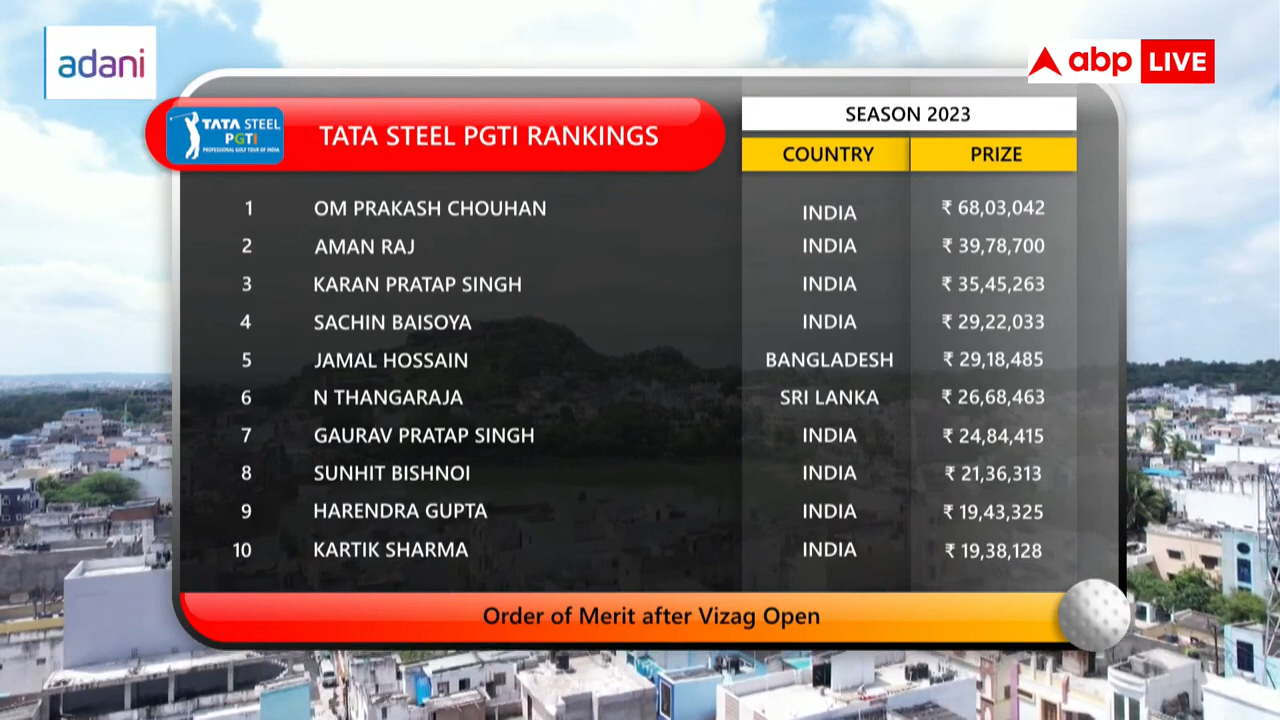 adani
abp LIVE
TATA STEEL
PGTI
PROFESSIONAL GOLF TOUR OF INDIA
TATA STEEL PGTI RANKINGS
SEASON 2023
COUNTRY PRIZE
1 OM PRAKASH CHOUHAN INDIA ₹ 68,03,042
2 AMAN RAJ INDIA ₹ 39,78,700
3 KARAN PRATAP SINGH INDIA ₹ 35,45,263
4 SACHIN BAISOYA INDIA ₹ 29,22,033
5 JAMAL HOSSAIN BANGLADESH ₹ 29,18,485
6 N THANGARAJA SRI LANKA ₹ 26,68,463
7 GAURAV PRATAP SINGH INDIA ₹ 24,84,415
8 SUNHIT BISHNOI INDIA ₹ 21,36,313
9 HARENDRA GUPTA INDIA ₹ 19,43,325
10 KARTIK SHARMA INDIA ₹ 19,38,128
Order of Merit after Vizag Open